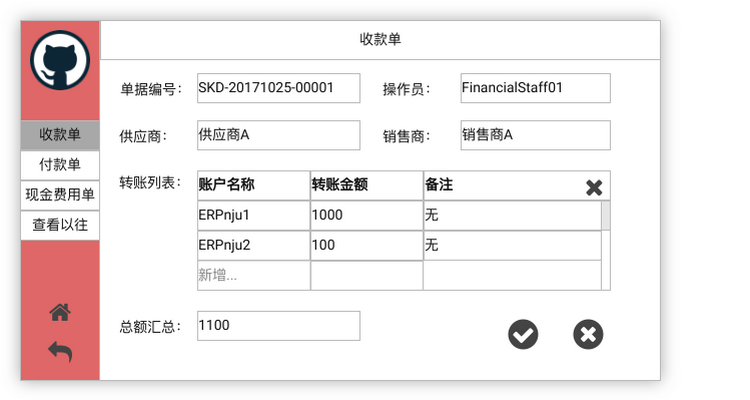 收款单
单据编号： SKD-20171025-00001 操作员： FinancialStaff01
收款单
供应商： 供应商A 销售商： 销售商A
付款单
转账列表： 账户名称 转账金额 备注
现金费用单
ERPnju1 1000 无
查看以往
ERPnju2 100 无
新增...
总额汇总： 1100